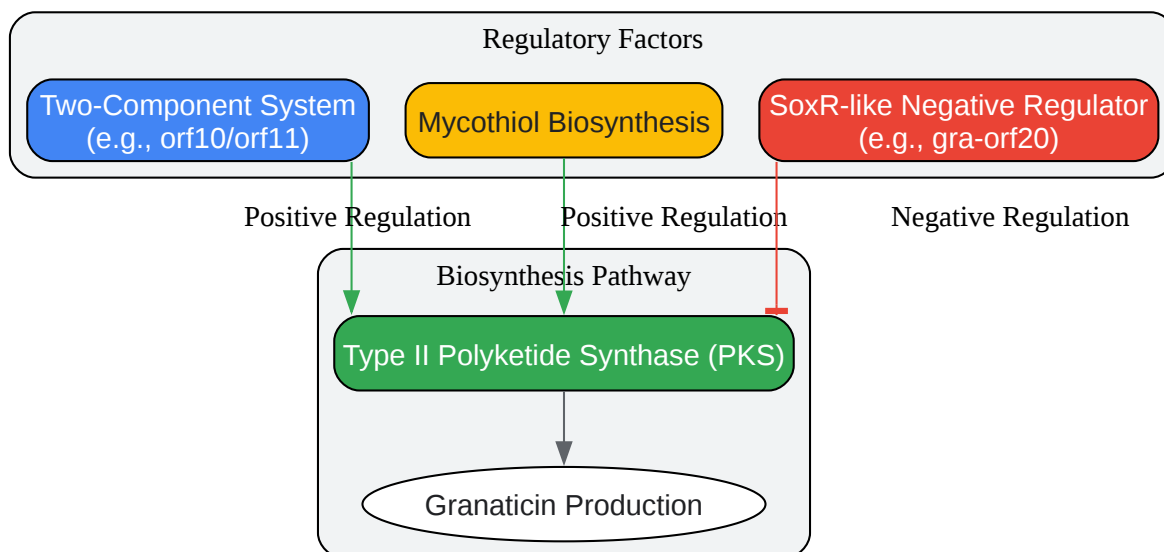 Regulatory Factors
Two-Component System
(e.g., orf10/orf11)
Mycothiol Biosynthesis
SoxR-like Negative Regulator
(e.g., gra-orf20)
Positive Regulation
Positive Regulation
Negative Regulation
Biosynthesis Pathway
Type II Polyketide Synthase (PKS)
Granaticin Production